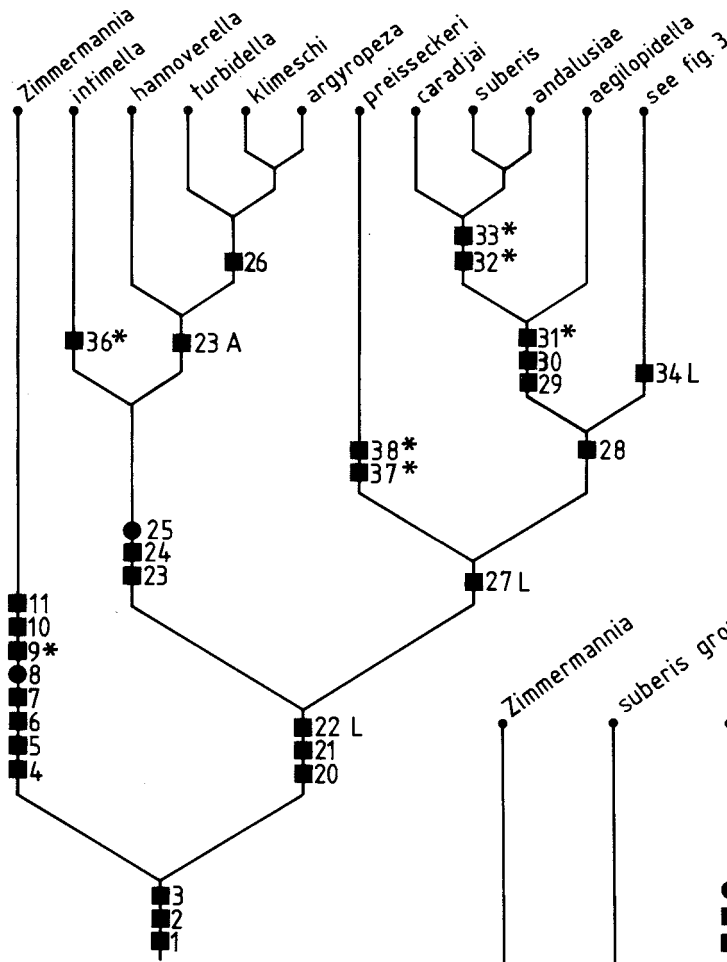 Zimmermannia
intimella
hannoverella
turbidella
klimeschi
argyropeza
preisseckeri
caradjai
suberis
andalusiae
aegilopidella
see fig. 3
33*
32*
26
36*
23 A
31*
30
29
34 L
38*
37*
28
25
24
23
27 L
11
10
9*
8
7
6
5
4
22 L
21
20
3
2
1
Zimmermannia
suberis gro